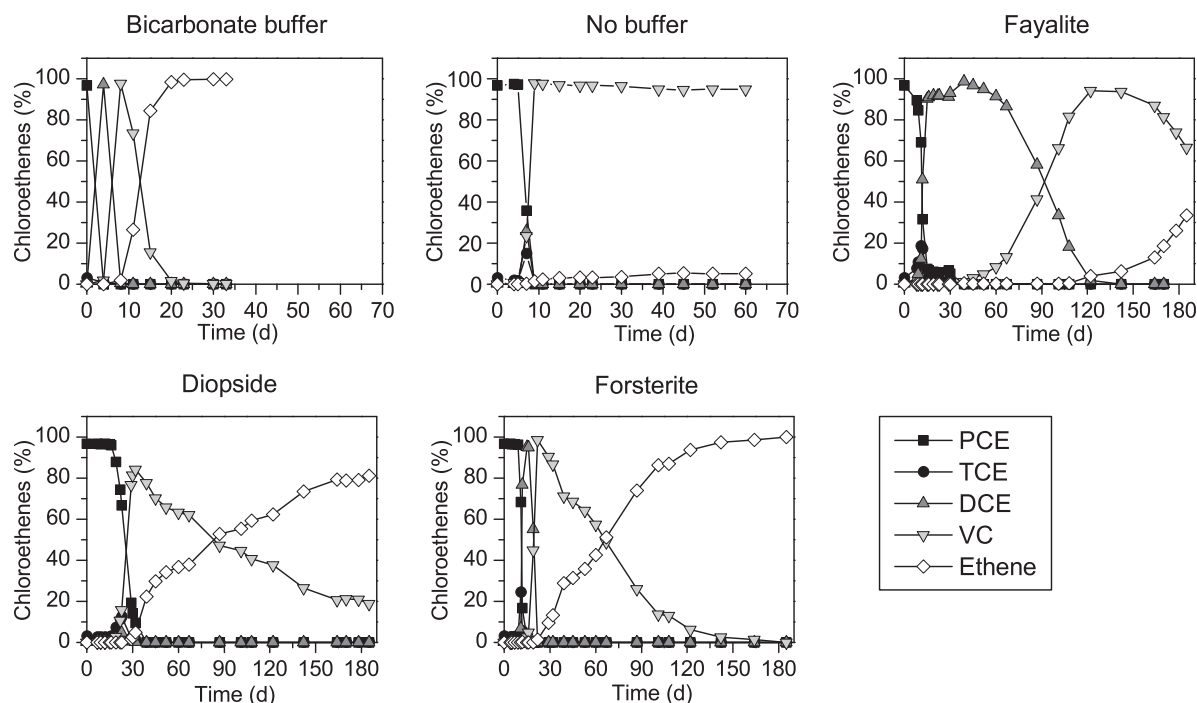 Bicarbonate buffer
Chloroethenes (%)
100
80
60
40
20
0
0 10 20 30 40 50 60 70
Time (d)
No buffer
Chloroethenes (%)
100
80
60
40
20
0
0 10 20 30 40 50 60 70
Time (d)
Fayalite
Chloroethenes (%)
100
80
60
40
20
0
0 30 60 90 120 150 180
Time (d)
Diopside
Chloroethenes (%)
100
80
60
40
20
0
0 30 60 90 120 150 180
Time (d)
Forsterite
Chloroethenes (%)
100
80
60
40
20
0
0 30 60 90 120 150 180
Time (d)
PCE
TCE
DCE
VC
Ethene